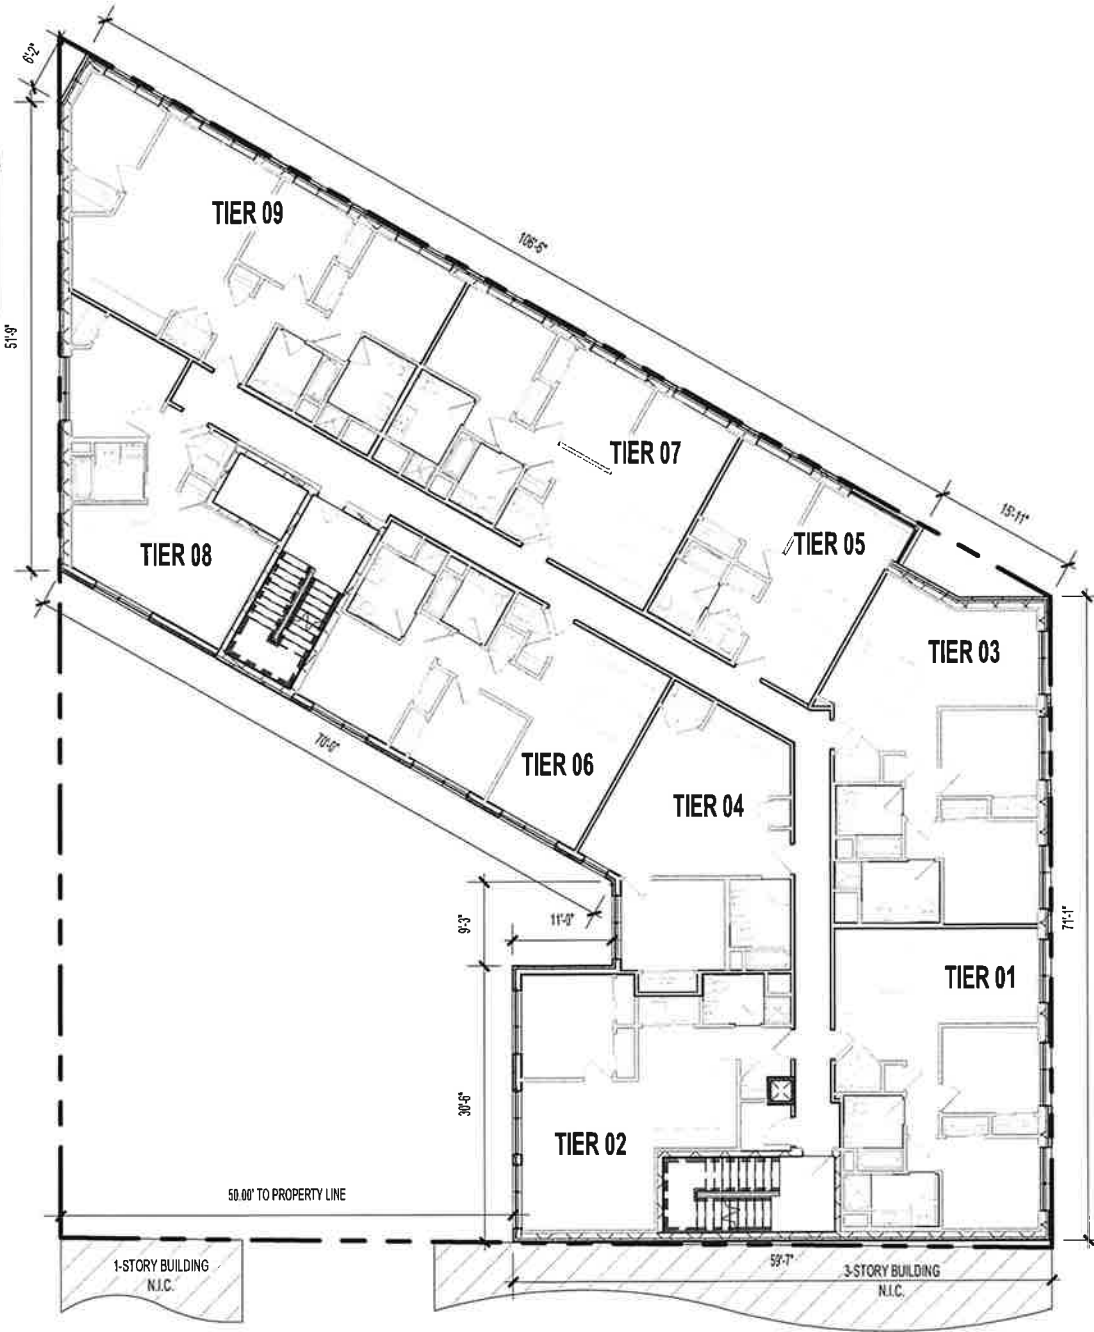 6'-2"
TIER 09
106'-6"
51'-9"
TIER 07
15'-11"
TIER 05
TIER 08
TIER 03
TIER 06
70'-0"
TIER 04
9'-3"
11'-0"
71'-1"
TIER 01
30'-6"
TIER 02
50.00' TO PROPERTY LINE
1-STORY BUILDING
N.I.C.
59'-7"
3-STORY BUILDING
N.I.C.